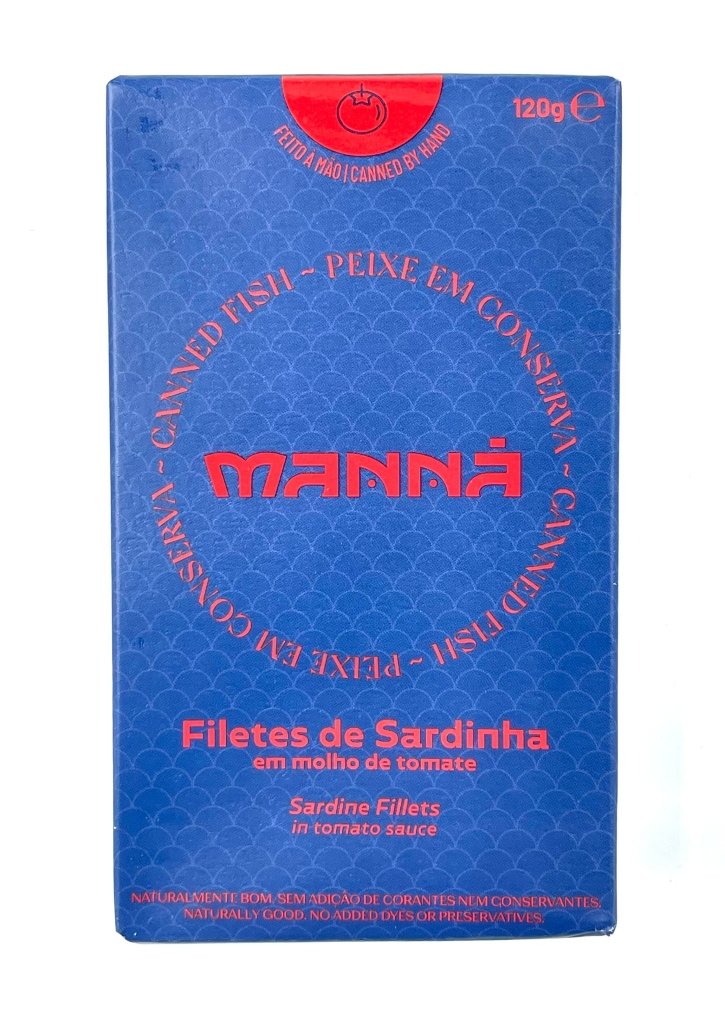 120g e
FEITO À MÃO | CANNED BY HAND
CANNED FISH ~ PEIXE EM CONSERVA ~ CANNED FISH ~ PEIXE EM CONSERVA ~
MANNÁ
Filetes de Sardinha
em molho de tomate
Sardine Fillets
in tomato sauce
NATURALMENTE BOM. SEM ADIÇÃO DE CORANTES NEM CONSERVANTES.
NATURALLY GOOD. NO ADDED DYES OR PRESERVATIVES.